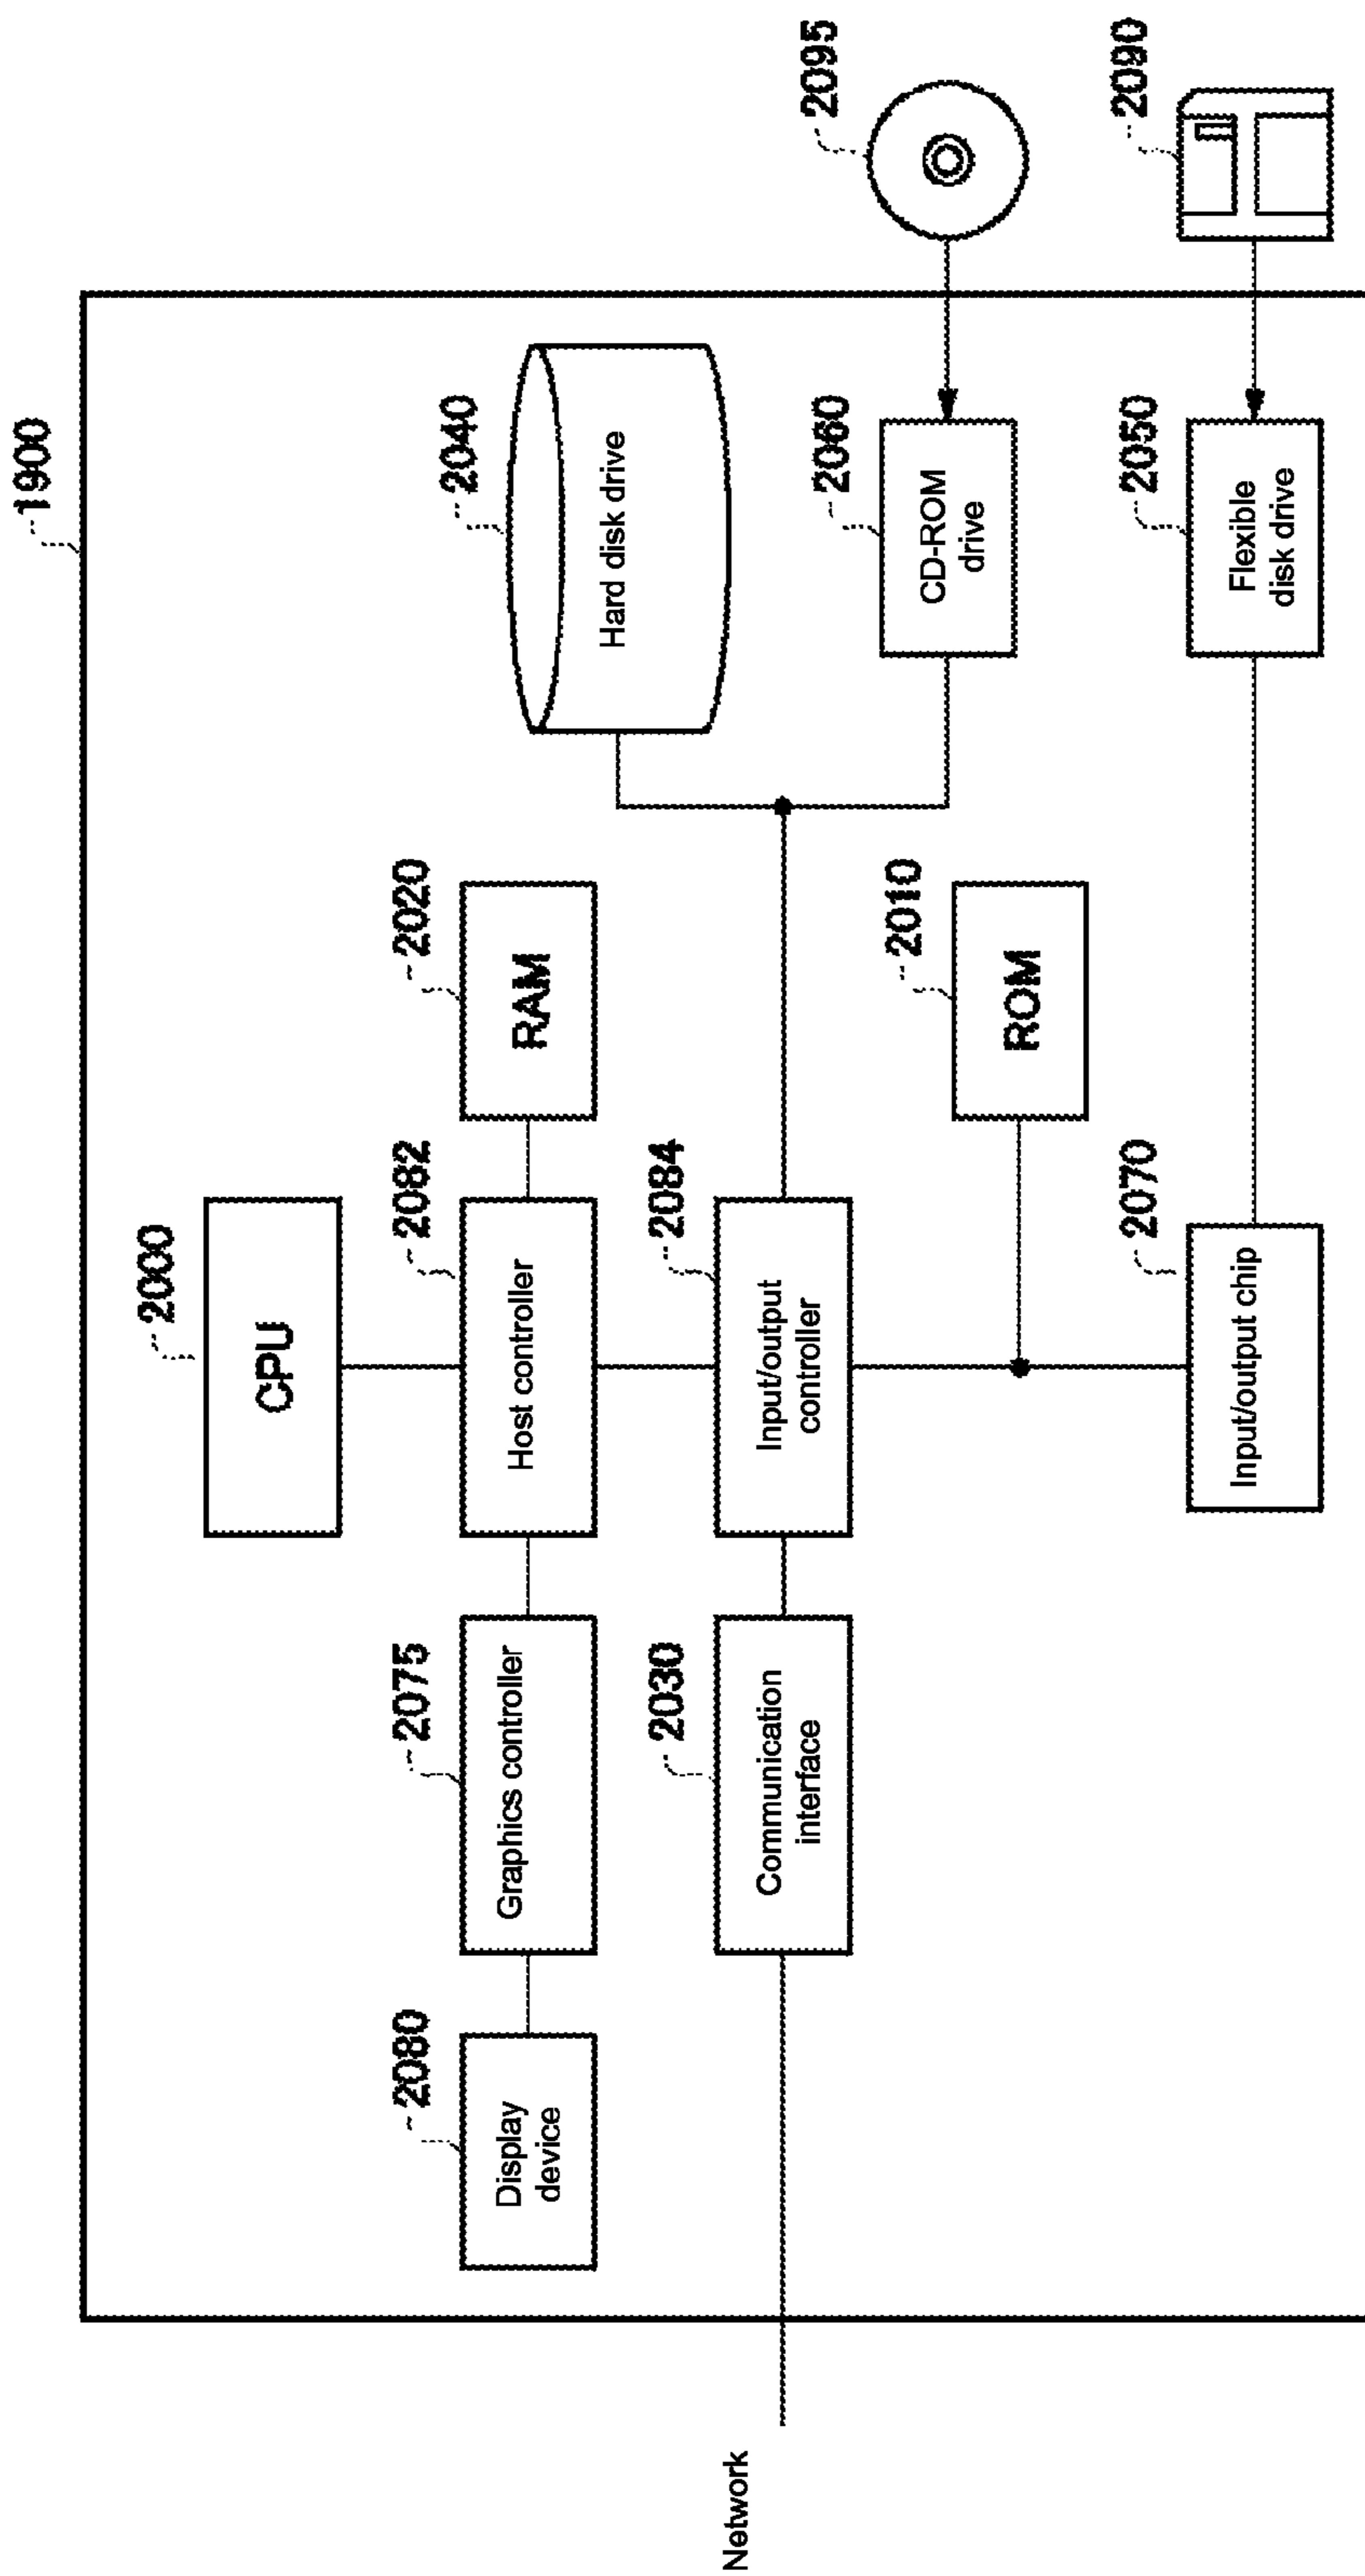 1900
2000
CPU
2080
2075
2082
2020
Display
device
Graphics controller
Host controller
RAM
2040
Hard disk drive
2030
2084
Communication
interface
Input/output
controller
Network
2095
2060
CD-ROM
drive
2010
ROM
2070
Input/output chip
2050
Flexible
disk drive
2090